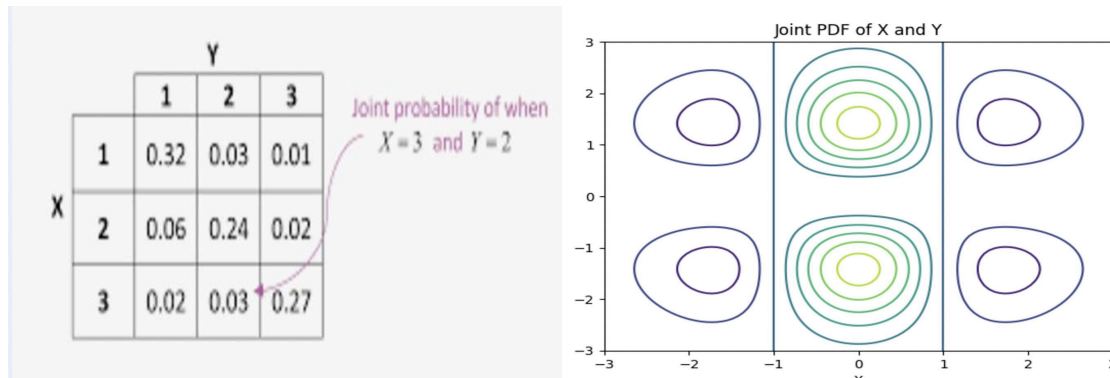 Y
1 2 3
Joint probability of when
X = 3 and Y = 2
1 0.32 0.03 0.01
X
2 0.06 0.24 0.02
3 0.02 0.03 0.27
Joint PDF of X and Y
3
2
1
0
−1
−2
−3
−3 −2 −1 0 1 2